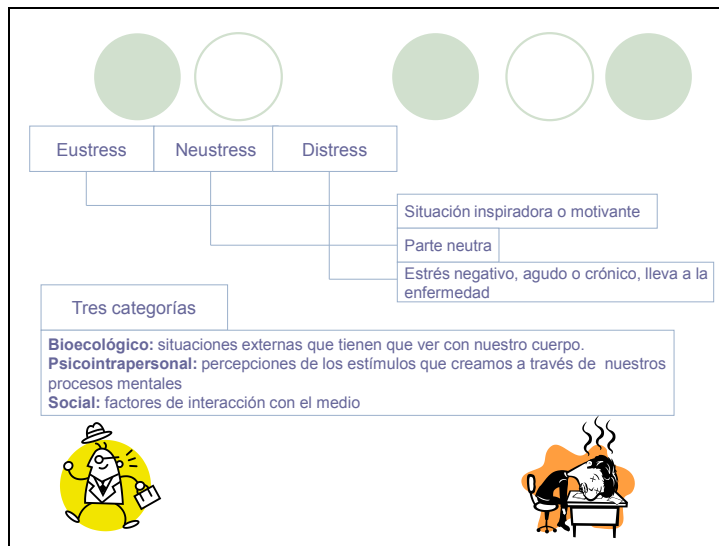 Eustress
Neustress
Distress
Situación inspiradora o motivante
Parte neutra
Estrés negativo, agudo o crónico, lleva a la
enfermedad
Tres categorías
Bioecológico: situaciones externas que tienen que ver con nuestro cuerpo.
Psicointrapersonal: percepciones de los estímulos que creamos a través de nuestros
procesos mentales
Social: factores de interacción con el medio